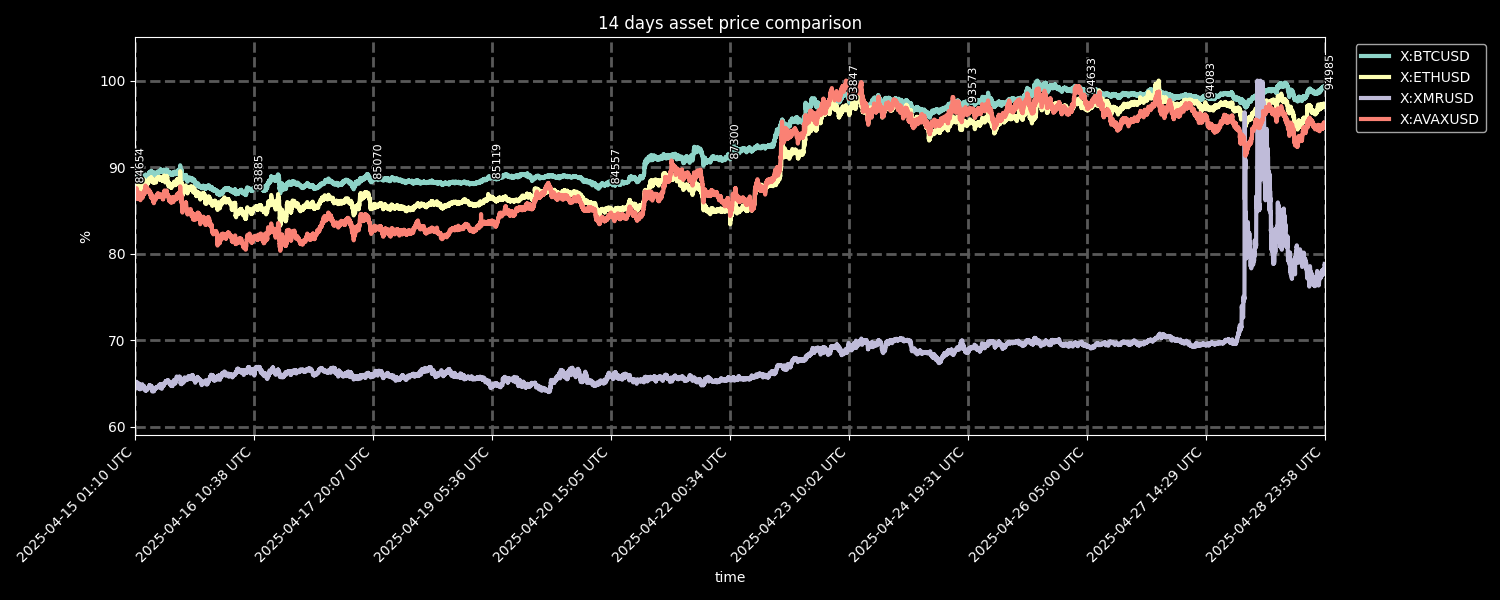 14 days asset price comparison
X:BTCUSD
X:ETHUSD
X:XMRUSD
X:AVAXUSD
100
90
80
70
60
%
84654
83885
85070
85119
84557
87300
93847
93573
94633
94083
94985
2025-04-15 01:10 UTC
2025-04-16 10:38 UTC
2025-04-17 20:07 UTC
2025-04-19 05:36 UTC
2025-04-20 15:05 UTC
2025-04-22 00:34 UTC
2025-04-23 10:02 UTC
2025-04-24 19:31 UTC
2025-04-26 05:00 UTC
2025-04-27 14:29 UTC
2025-04-28 23:58 UTC
time